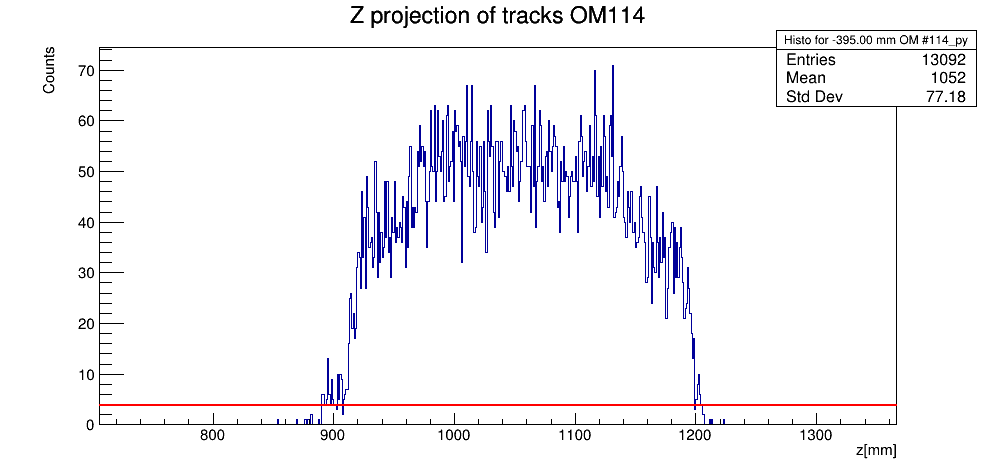 Z projection of tracks OM114
Histo for -395.00 mm OM #114_py
Entries 13092
Mean 1052
Std Dev 77.18
Counts
70
60
50
40
30
20
10
0
800 900 1000 1100 1200 1300
z[mm]